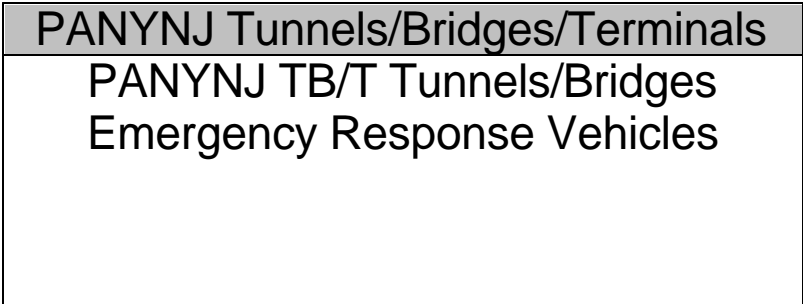 PANYNJ Tunnels/Bridges/Terminals
PANYNJ TB/T Tunnels/Bridges
Emergency Response Vehicles